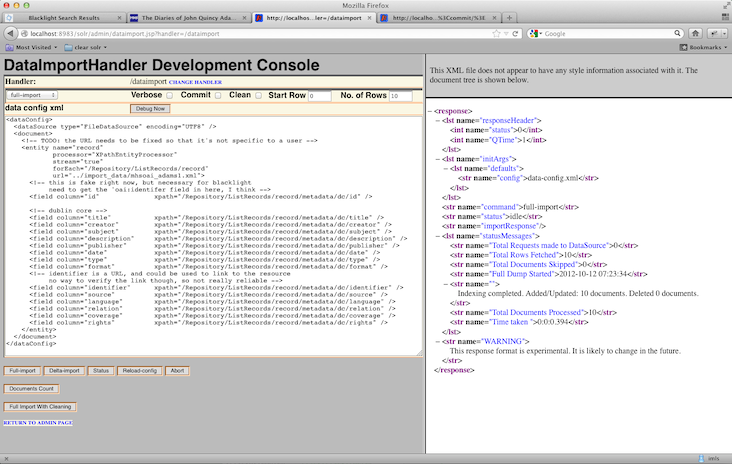 Mozilla Firefox
Blacklight Search Results
The Diaries of John Quincy Ada...
http://localhos...ler=/dataimport
http://localho...%3Ccommit/%3E
localhost:8983/solr/admin/dataimport.jsp?handler=/dataimport
Google
Most Visited
clear solr
Bookmarks
DataImportHandler Development Console
Handler: /dataimport CHANGE HANDLER
full-import Verbose Commit Clean Start Row 0 No. of Rows 10
data config xml Debug Now
<dataConfig>
<dataSource type="FileDataSource" encoding="UTF8" />
<document>
<!-- TODO: the URL needs to be fixed so that it's not specific to a user -->
<entity name="record"
processor="XPathEntityProcessor"
stream="true"
forEach="/Repository/ListRecords/record"
url="../import_data/mhsoai_adams1.xml">
<!-- this is fake right now, but necessary for blacklight
need to get the 'oai:identifer field in here, I think -->
<field column="id" xpath="/Repository/ListRecords/record/metadata/dc/id" />
<!-- dublin core -->
<field column="title" xpath="/Repository/ListRecords/record/metadata/dc/title" />
<field column="creator" xpath="/Repository/ListRecords/record/metadata/dc/creator" />
<field column="subject" xpath="/Repository/ListRecords/record/metadata/dc/subject" />
<field column="description" xpath="/Repository/ListRecords/record/metadata/dc/description" />
<field column="publisher" xpath="/Repository/ListRecords/record/metadata/dc/publisher" />
<field column="date" xpath="/Repository/ListRecords/record/metadata/dc/date" />
<field column="type" xpath="/Repository/ListRecords/record/metadata/dc/type" />
<field column="format" xpath="/Repository/ListRecords/record/metadata/dc/format" />
<!-- identifier is a URL, and could be used to link to the resource
no way to verify the link though, so not really reliable -->
<field column="identifier" xpath="/Repository/ListRecords/record/metadata/dc/identifier" />
<field column="source" xpath="/Repository/ListRecords/record/metadata/dc/source" />
<field column="language" xpath="/Repository/ListRecords/record/metadata/dc/language" />
<field column="relation" xpath="/Repository/ListRecords/record/metadata/dc/relation" />
<field column="coverage" xpath="/Repository/ListRecords/record/metadata/dc/coverage" />
<field column="rights" xpath="/Repository/ListRecords/record/metadata/dc/rights" />
</entity>
</document>
</dataConfig>
Full-import Delta-import Status Reload-config Abort
Documents Count
Full Import With Cleaning
RETURN TO ADMIN PAGE
This XML file does not appear to have any style information associated with it. The
document tree is shown below.
− <response>
− <lst name="responseHeader">
<int name="status">0</int>
<int name="QTime">1</int>
</lst>
− <lst name="initArgs">
− <lst name="defaults">
<str name="config">data-config.xml</str>
</lst>
</lst>
<str name="command">full-import</str>
<str name="status">idle</str>
<str name="importResponse"/>
− <lst name="statusMessages">
<str name="Total Requests made to DataSource">0</str>
<str name="Total Rows Fetched">10</str>
<str name="Total Documents Skipped">0</str>
<str name="Full Dump Started">2012-10-12 07:23:34</str>
− <str name="">
Indexing completed. Added/Updated: 10 documents. Deleted 0 documents.
</str>
<str name="Total Documents Processed">10</str>
<str name="Time taken ">0:0:0.394</str>
</lst>
− <str name="WARNING">
This response format is experimental. It is likely to change in the future.
</str>
</response>